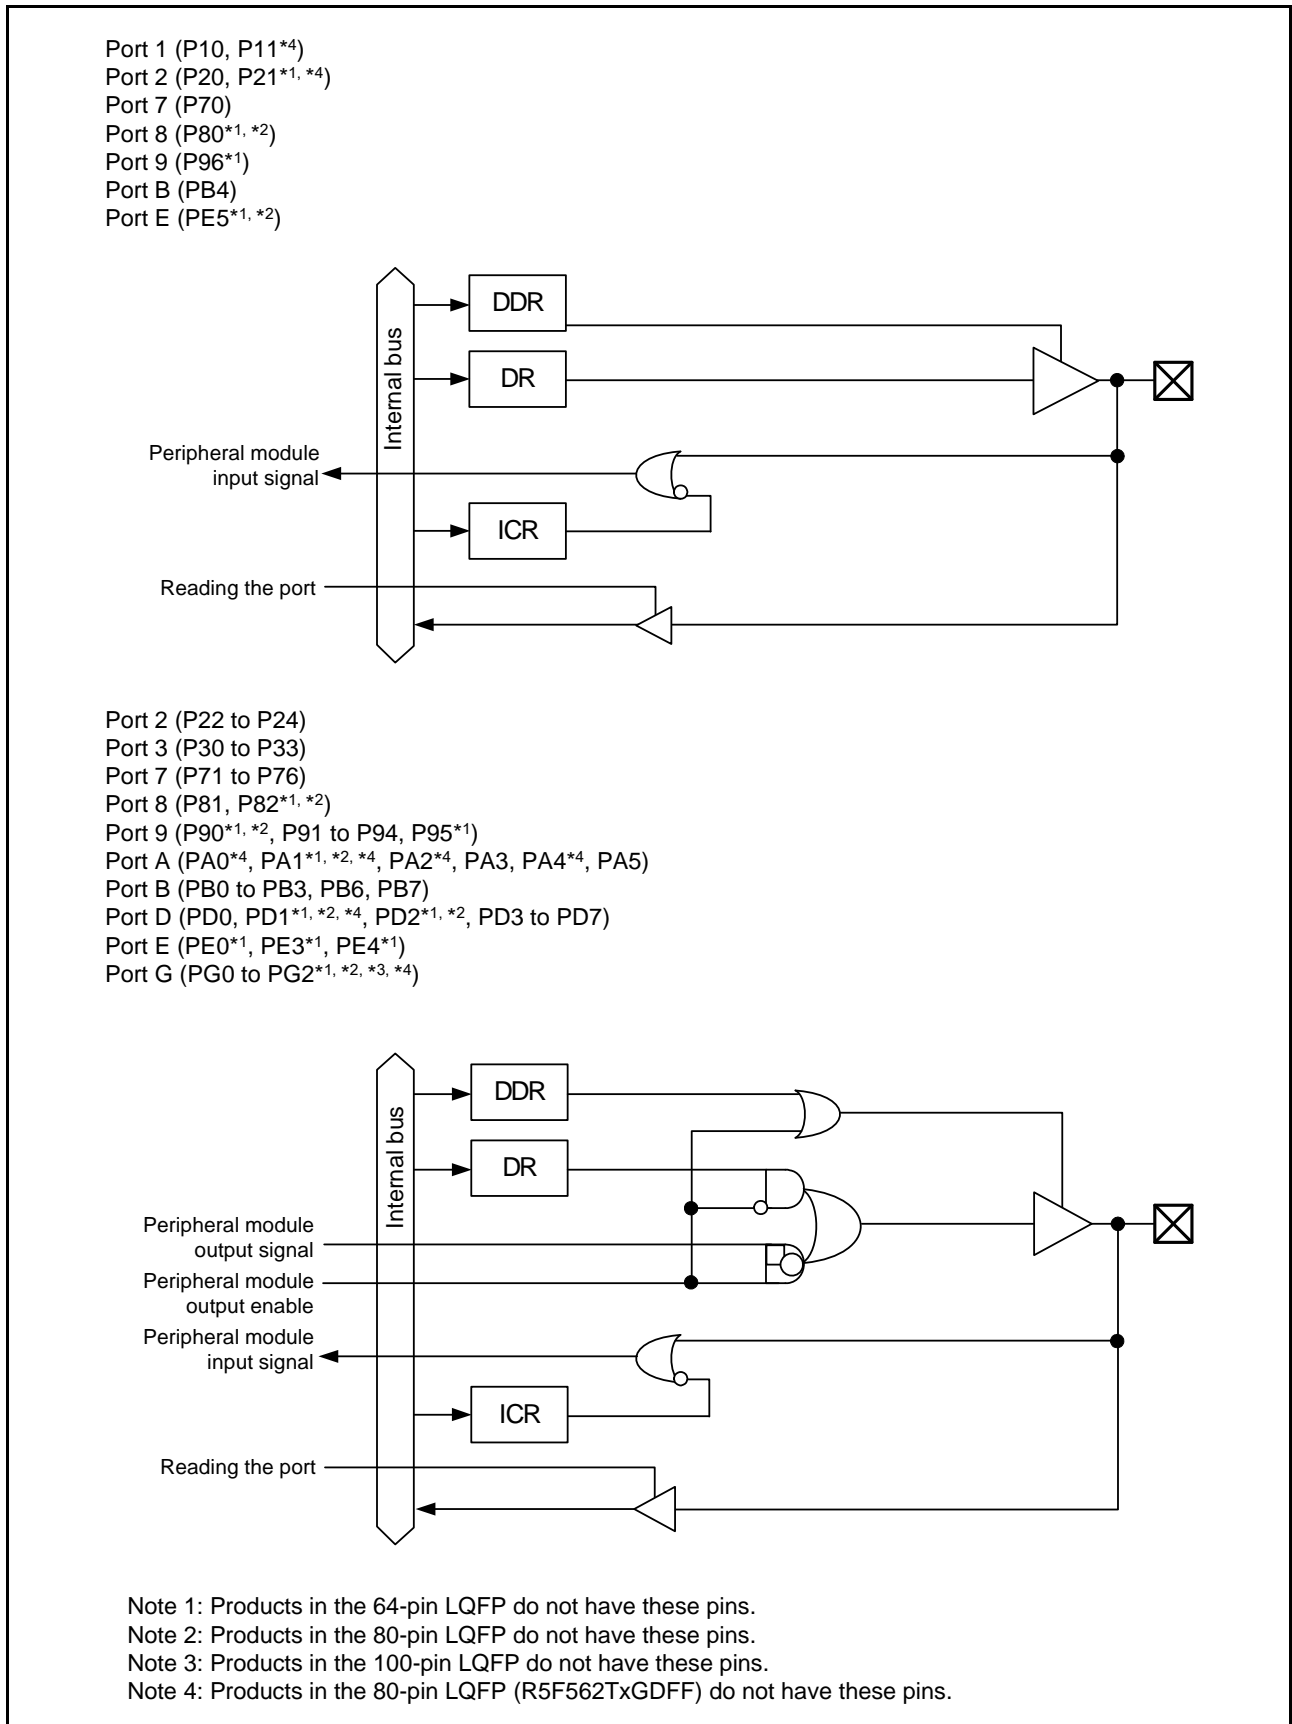 Port 1 (P10, P11*4)
Port 2 (P20, P21*1, *4)
Port 7 (P70)
Port 8 (P80*1, *2)
Port 9 (P96*1)
Port B (PB4)
Port E (PE5*1, *2)
DDR
Internal bus
DR
Peripheral module
input signal
ICR
Reading the port
Port 2 (P22 to P24)
Port 3 (P30 to P33)
Port 7 (P71 to P76)
Port 8 (P81, P82*1, *2)
Port 9 (P90*1, *2, P91 to P94, P95*1)
Port A (PA0*4, PA1*1, *2, *4, PA2*4, PA3, PA4*4, PA5)
Port B (PB0 to PB3, PB6, PB7)
Port D (PD0, PD1*1, *2, *4, PD2*1, *2, PD3 to PD7)
Port E (PE0*1, PE3*1, PE4*1)
Port G (PG0 to PG2*1, *2, *3, *4)
DDR
Internal bus
DR
Peripheral module
output signal
Peripheral module
output enable
Peripheral module
input signal
ICR
Reading the port
Note 1: Products in the 64-pin LQFP do not have these pins.
Note 2: Products in the 80-pin LQFP do not have these pins.
Note 3: Products in the 100-pin LQFP do not have these pins.
Note 4: Products in the 80-pin LQFP (R5F562TxGDFF) do not have these pins.